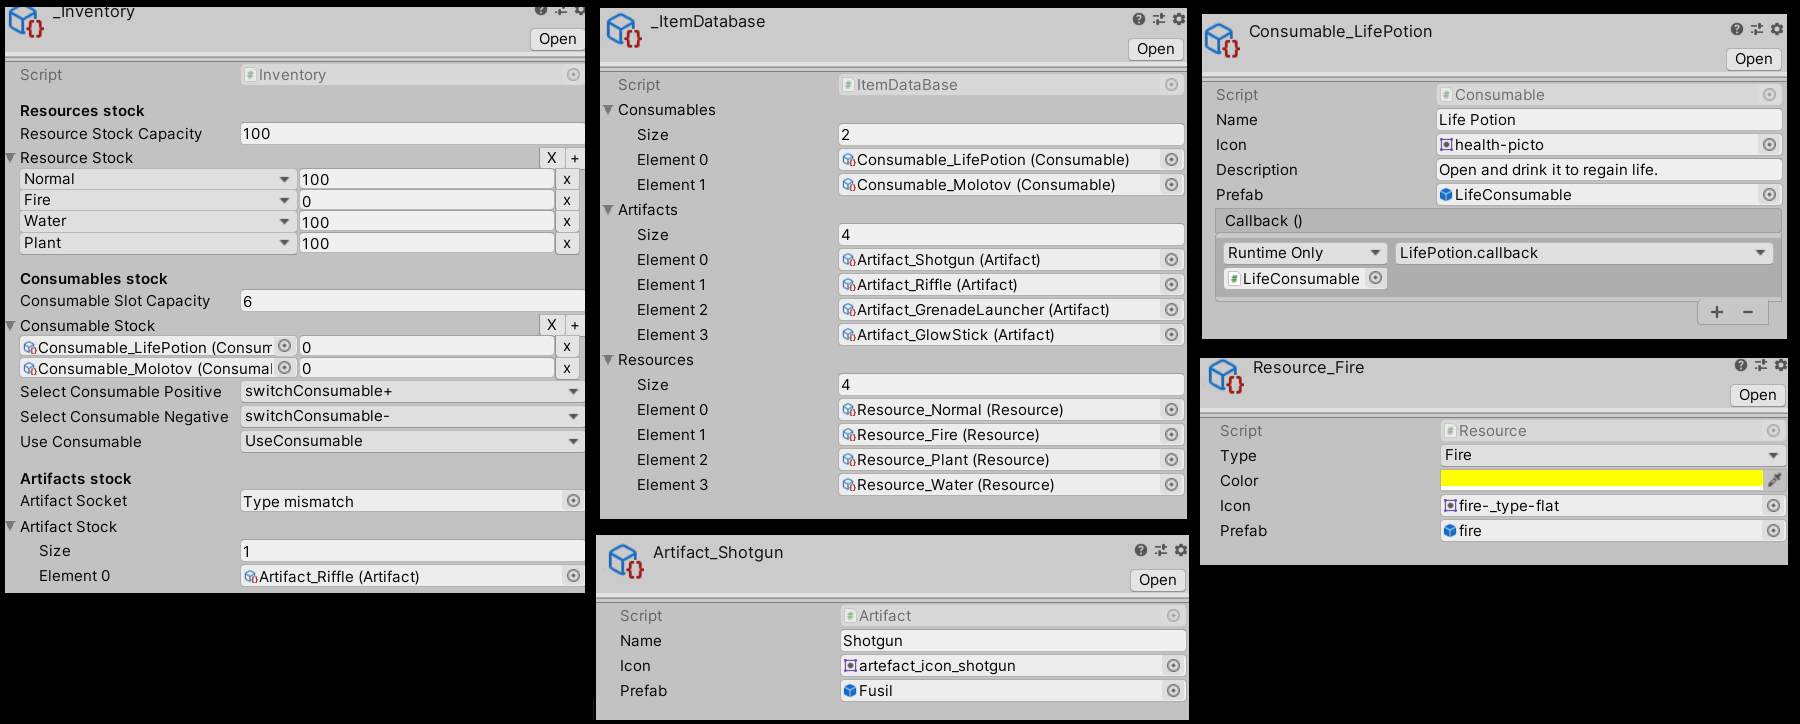 _Inventory
Open
Script Inventory
Resources stock
Resource Stock Capacity 100
Resource Stock X +
Normal 100 x
Fire 0 x
Water 100 x
Plant 100 x
Consumables stock
Consumable Slot Capacity 6
Consumable Stock X +
Consumable_LifePotion (Consum 0 x
Consumable_Molotov (Consumal 0 x
Select Consumable Positive switchConsumable+
Select Consumable Negative switchConsumable-
Use Consumable UseConsumable
Artifacts stock
Artifact Socket Type mismatch
Artifact Stock
Size 1
Element 0 Artifact_Riffle (Artifact)
_ItemDatabase
Open
Script ItemDataBase
Consumables
Size 2
Element 0 Consumable_LifePotion (Consumable)
Element 1 Consumable_Molotov (Consumable)
Artifacts
Size 4
Element 0 Artifact_Shotgun (Artifact)
Element 1 Artifact_Riffle (Artifact)
Element 2 Artifact_GrenadeLauncher (Artifact)
Element 3 Artifact_GlowStick (Artifact)
Resources
Size 4
Element 0 Resource_Normal (Resource)
Element 1 Resource_Fire (Resource)
Element 2 Resource_Plant (Resource)
Element 3 Resource_Water (Resource)
Artifact_Shotgun
Open
Script Artifact
Name Shotgun
Icon artefact_icon_shotgun
Prefab Fusil
Consumable_LifePotion
Open
Script Consumable
Name Life Potion
Icon health-picto
Description Open and drink it to regain life.
Prefab LifeConsumable
Callback ()
Runtime Only LifePotion.callback
LifeConsumable
+ −
Resource_Fire
Open
Script Resource
Type Fire
Color
Icon fire-_type-flat
Prefab fire